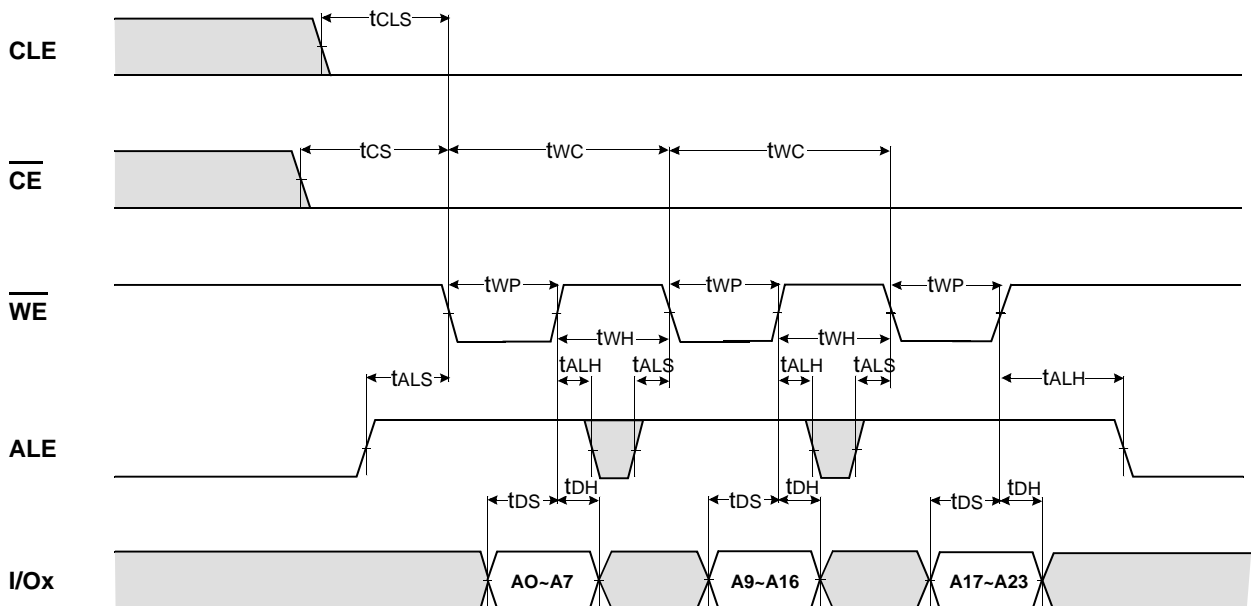 tCLS
CLE
tCS tWC tWC
CE
tWP tWP tWP
WE
tWH tWH
tALS tALH tALS tALH tALS tALH
ALE
tDS tDH tDS tDH tDS tDH
I/Ox AO~A7 A9~A16 A17~A23